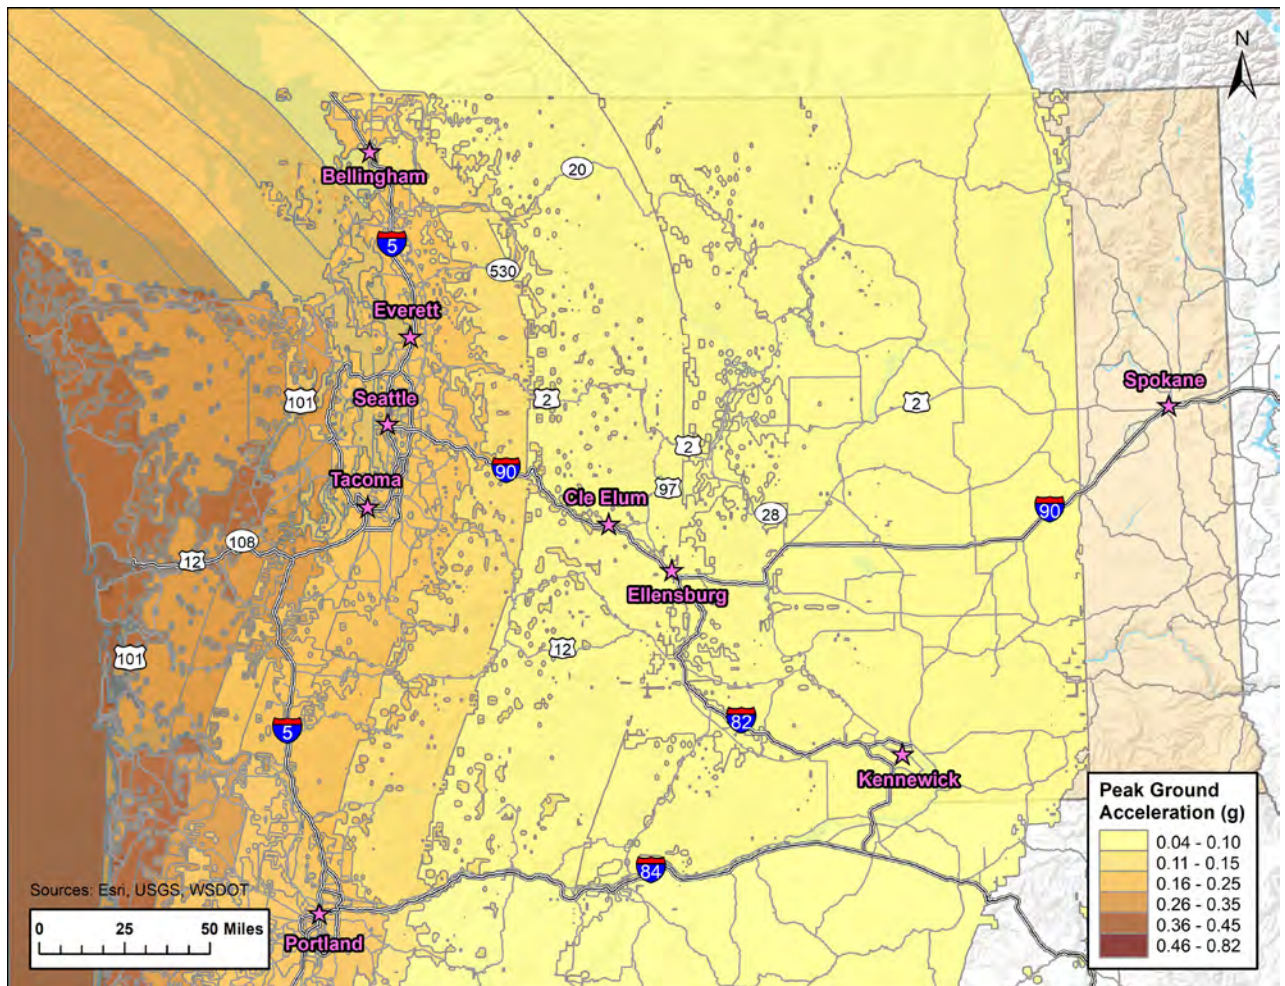 N
Bellingham
20
5
530
Everett
101
Seattle
2
2
Spokane
2
90
97
Tacoma
Cle Elum
28
90
108
12
Ellensburg
101
12
5
82
Kennewick
Peak Ground
Acceleration (g)
0.04 - 0.10
0.11 - 0.15
0.16 - 0.25
0.26 - 0.35
0.36 - 0.45
0.46 - 0.82
84
Sources: Esri, USGS, WSDOT
0 25 50 Miles
Portland